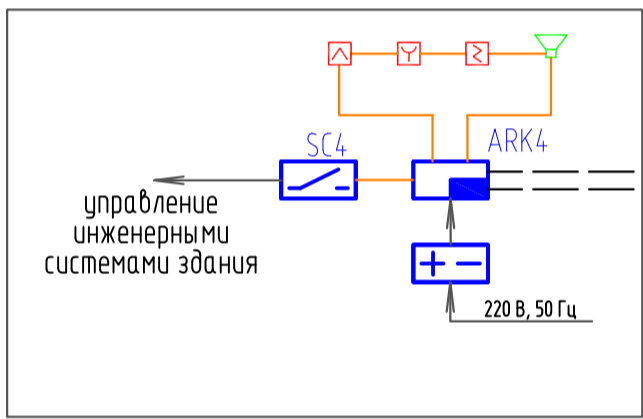 SC4
ARK4
управление
инженерными
системами здания
220 В, 50 Гц